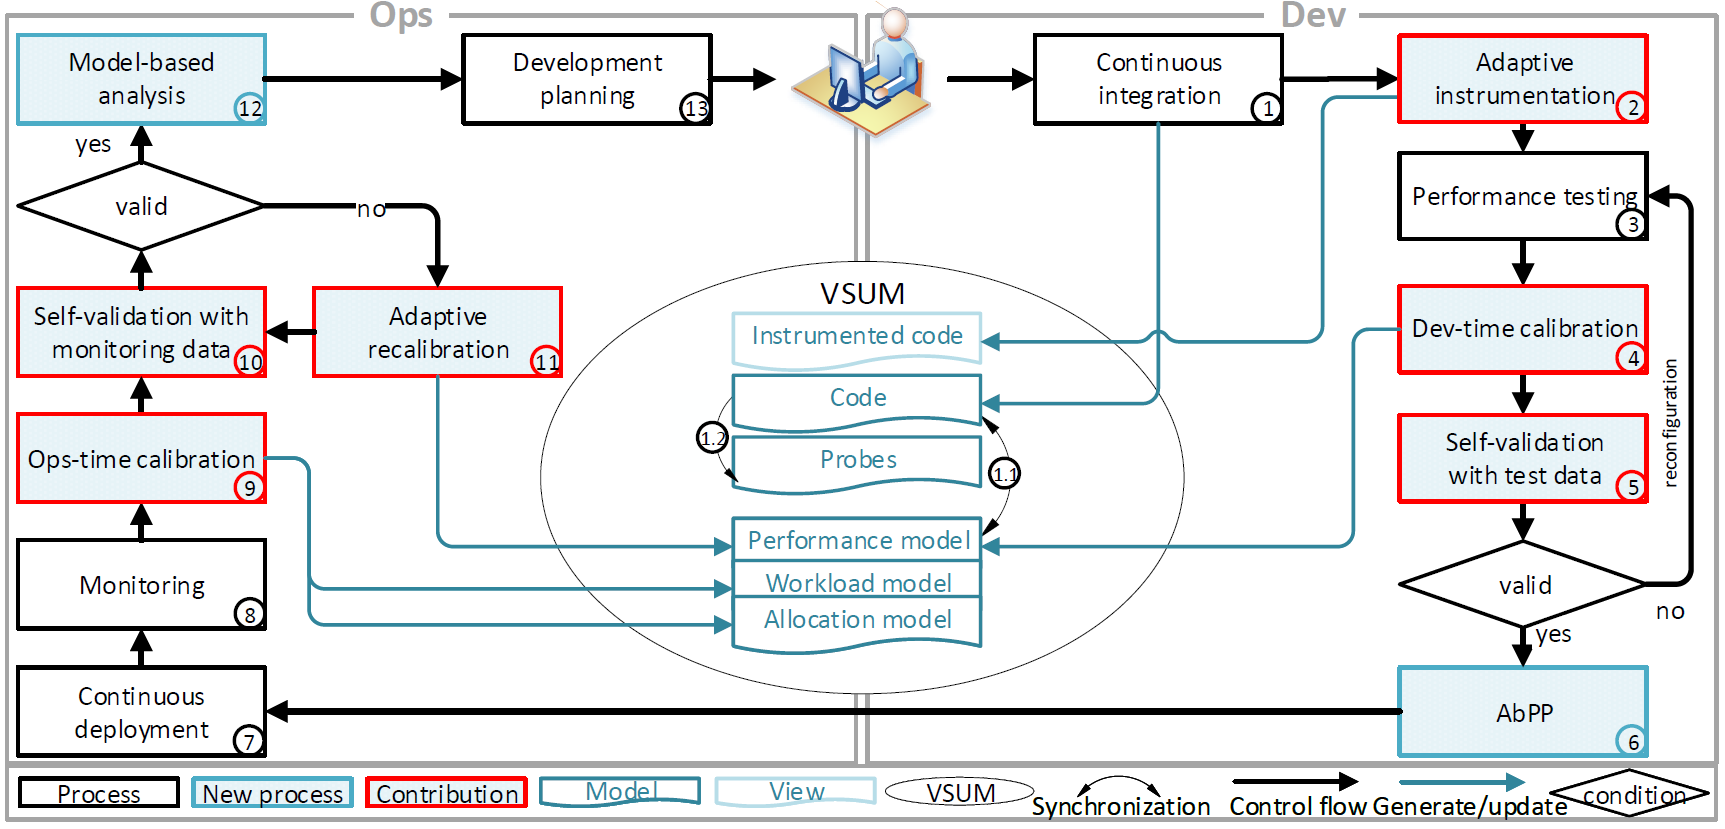 Ops
Dev
Model-based
analysis
12
Development
planning
13
Continuous
integration
1
Adaptive
instrumentation
2
yes
valid
no
Performance testing
3
Self-validation with
monitoring data
10
Adaptive
recalibration
11
VSUM
Instrumented code
Code
1.2
Probes
1.1
Performance model
Workload model
Allocation model
Dev-time calibration
4
reconfiguration
Ops-time calibration
9
Self-validation
with test data
5
Monitoring
8
valid
no
yes
Continuous
deployment
7
AbPP
6
Process
New process
Contribution
Model
View
VSUM
Synchronization
Control flow
Generate/update
condition